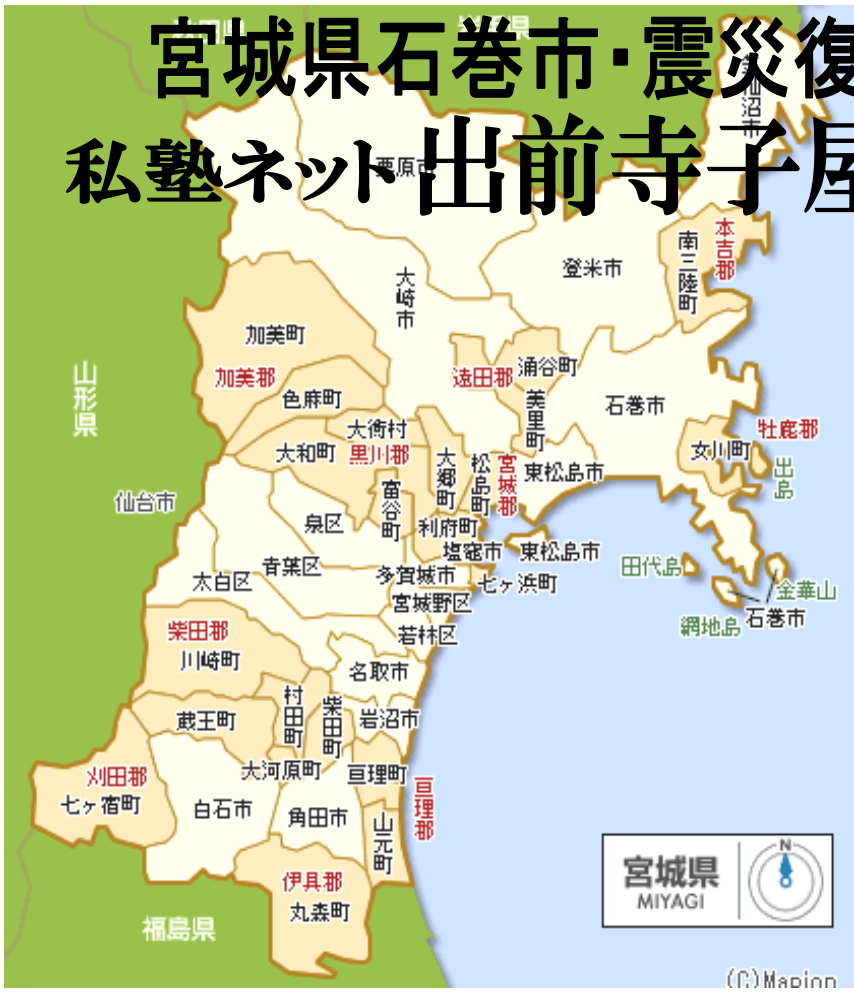 宮城県石巻市・震災復
私塾ネット出前寺子屋
秋田県
岩手県
気仙沼市
栗原市
本吉郡
南三陸町
登米市
大崎市
加美町
加美郡
色麻町
遠田郡
涌谷町
美里町
石巻市
女川町
牡鹿郡
出島
山形県
大衡村
大和町
黒川郡
大郷町
松島町
宮城郡
東松島市
富谷町
仙台市
泉区
利府町
塩竈市
東松島市
青葉区
太白区
多賀城市
七ヶ浜町
田代島
金華山
網地島
石巻市
宮城野区
若林区
柴田郡
川崎町
名取市
村田町
柴田町
岩沼市
蔵王町
大河原町
亘理町
亘理郡
刈田郡
七ヶ宿町
白石市
角田市
山元町
伊具郡
丸森町
福島県
宮城県
MIYAGI
N
(C)Mapion